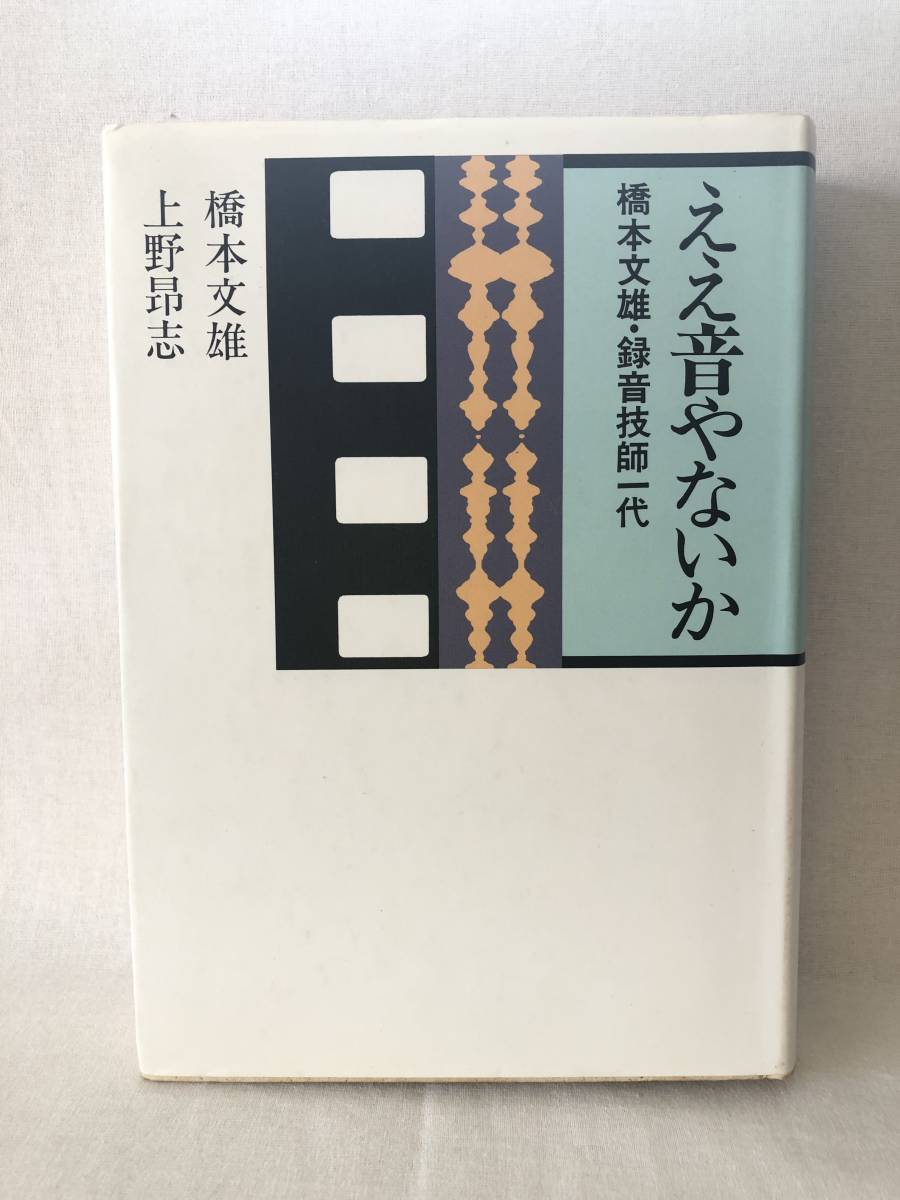 ええ音やないか
橋本文雄・録音技師一代
橋本文雄
上野昂志